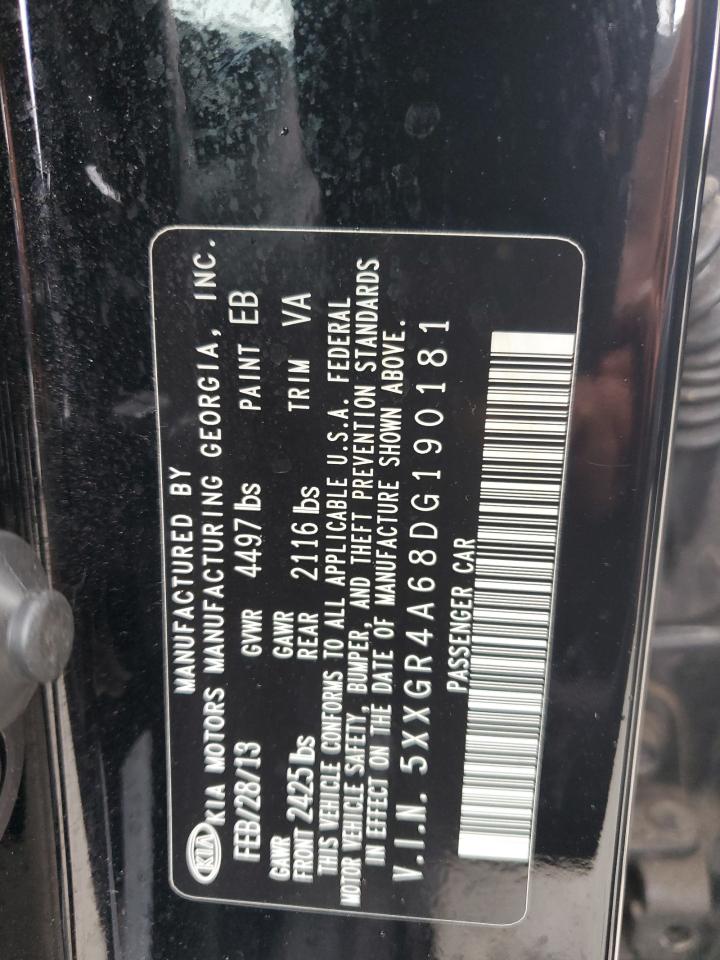 MANUFACTURED BY
KIA KIA MOTORS MANUFACTURING GEORGIA, INC.
FEB/28/13 GVWR 4497 lbs PAINT EB
GAWR FRONT 2425 lbs GAWR REAR 2116 lbs TRIM VA
THIS VEHICLE CONFORMS TO ALL APPLICABLE U.S.A. FEDERAL
MOTOR VEHICLE SAFETY, BUMPER, AND THEFT PREVENTION STANDARDS
IN EFFECT ON THE DATE OF MANUFACTURE SHOWN ABOVE.
V.I.N. 5XXGR4A68DG190181
PASSENGER CAR